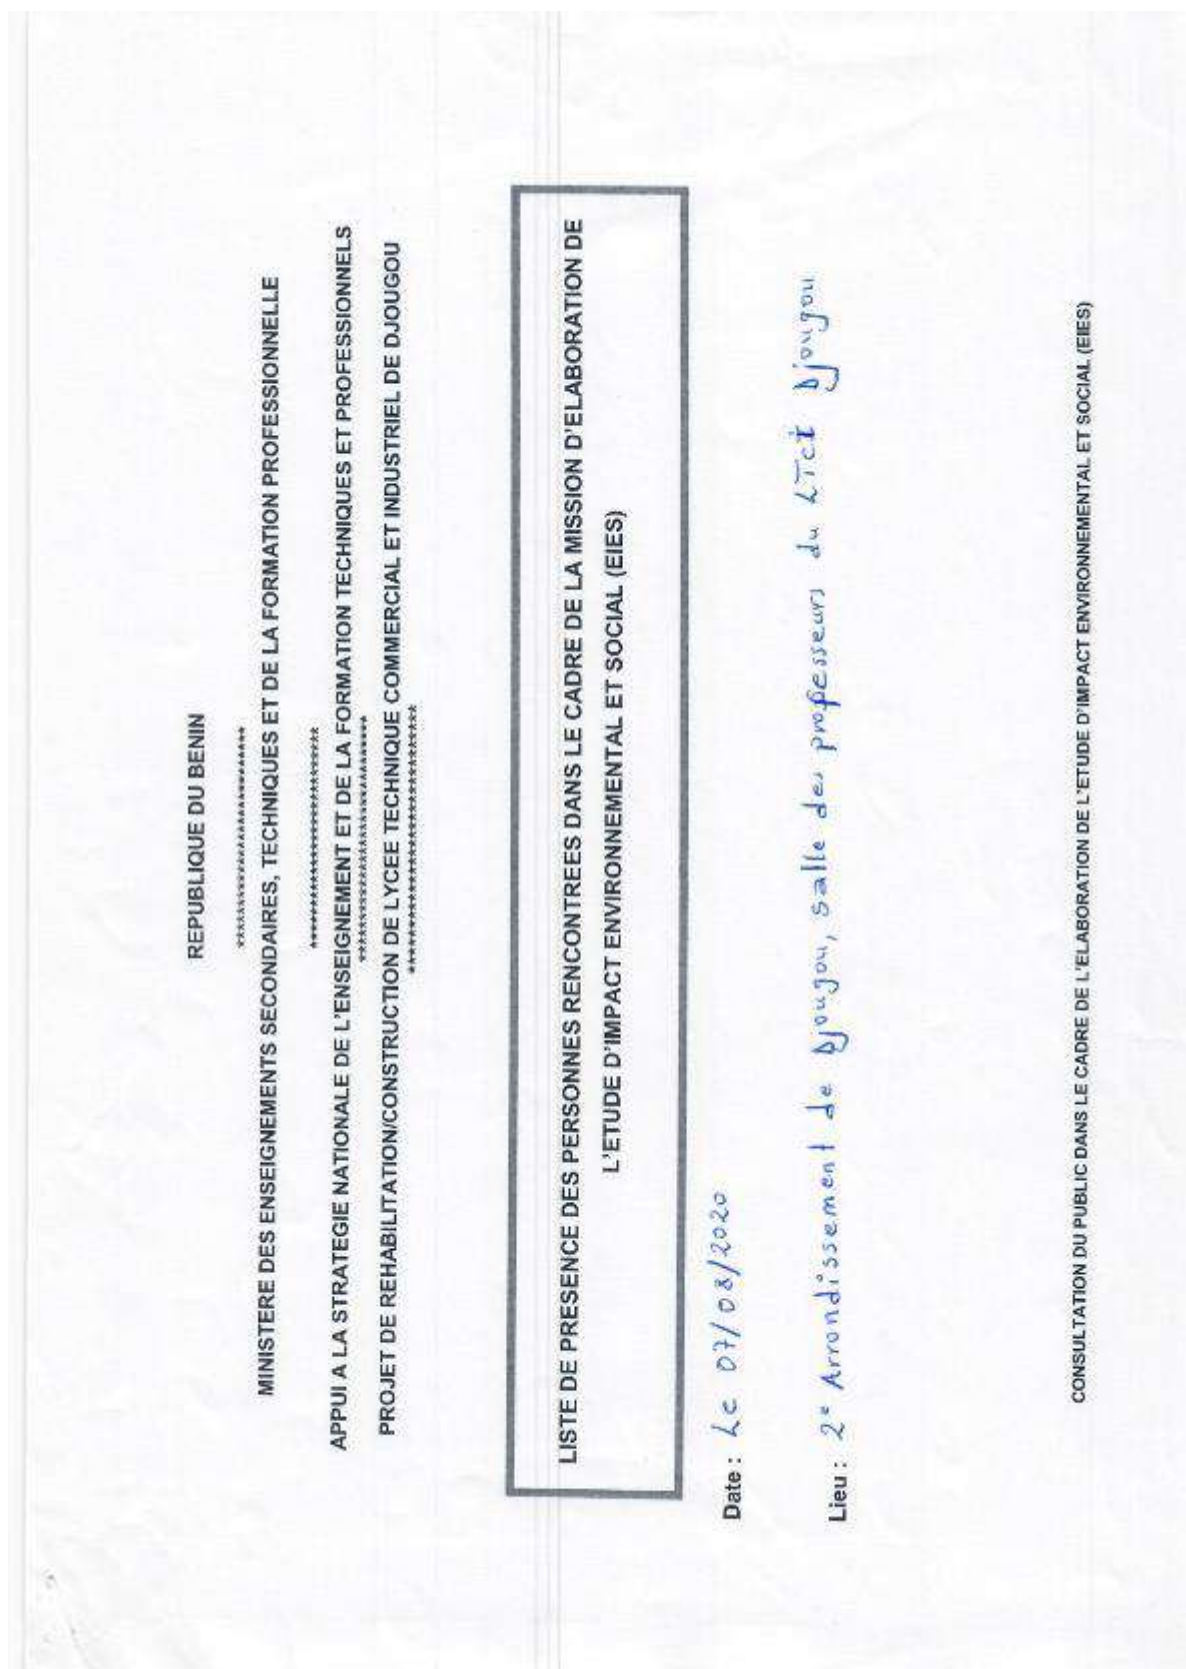 REPUBLIQUE DU BENIN
**********************
MINISTERE DES ENSEIGNEMENTS SECONDAIRES, TECHNIQUES ET DE LA FORMATION PROFESSIONNELLE
**********************
APPUI A LA STRATEGIE NATIONALE DE L'ENSEIGNEMENT ET DE LA FORMATION TECHNIQUES ET PROFESSIONNELS
*************************
PROJET DE REHABILITATION/CONSTRUCTION DE LYCEE TECHNIQUE COMMERCIAL ET INDUSTRIEL DE DJOUGOU
***************************
LISTE DE PRESENCE DES PERSONNES RENCONTREES DANS LE CADRE DE LA MISSION D'ELABORATION DE
L'ETUDE D'IMPACT ENVIRONNEMENTAL ET SOCIAL (EIES)
Date : Le 07/08/2020
Lieu : 2e Arrondissement de Djougou, salle des professeurs du LTCI Djougou
CONSULTATION DU PUBLIC DANS LE CADRE DE L'ELABORATION DE L'ETUDE D'IMPACT ENVIRONNEMENTAL ET SOCIAL (EIES)